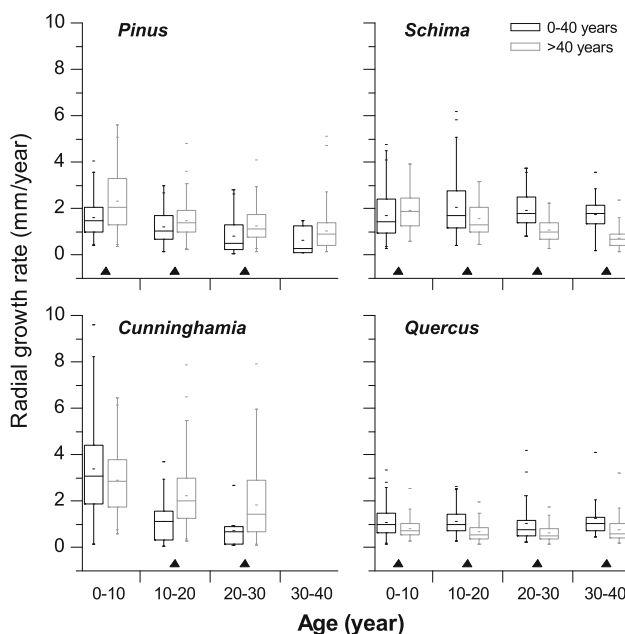 Pinus
Schima
0-40 years
>40 years
10
8
6
4
2
0
Radial growth rate (mm/year)
Cunninghamia
Quercus
10
8
6
4
2
0
0-10
10-20
20-30
30-40
0-10
10-20
20-30
30-40
Age (year)